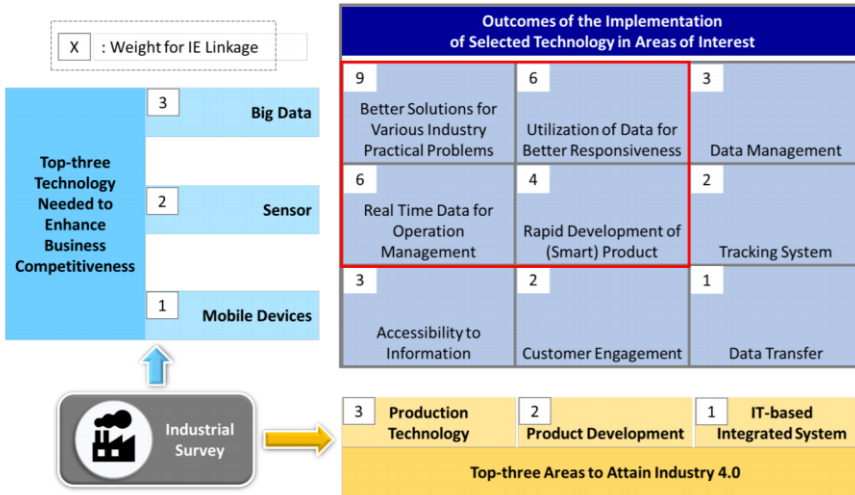 X : Weight for IE Linkage
Top-three
Technology
Needed to
Enhance
Business
Competitiveness
3
Big Data
2
Sensor
1
Mobile Devices
Outcomes of the Implementation
of Selected Technology in Areas of Interest
9
Better Solutions for
Various Industry
Practical Problems
6
Utilization of Data for
Better Responsiveness
3
Data Management
6
Real Time Data for
Operation
Management
4
Rapid Development of
(Smart) Product
2
Tracking System
3
Accessibility to
Information
2
Customer Engagement
1
Data Transfer
Industrial
Survey
3
Production
Technology
2
Product Development
1
IT-based
Integrated System
Top-three Areas to Attain Industry 4.0